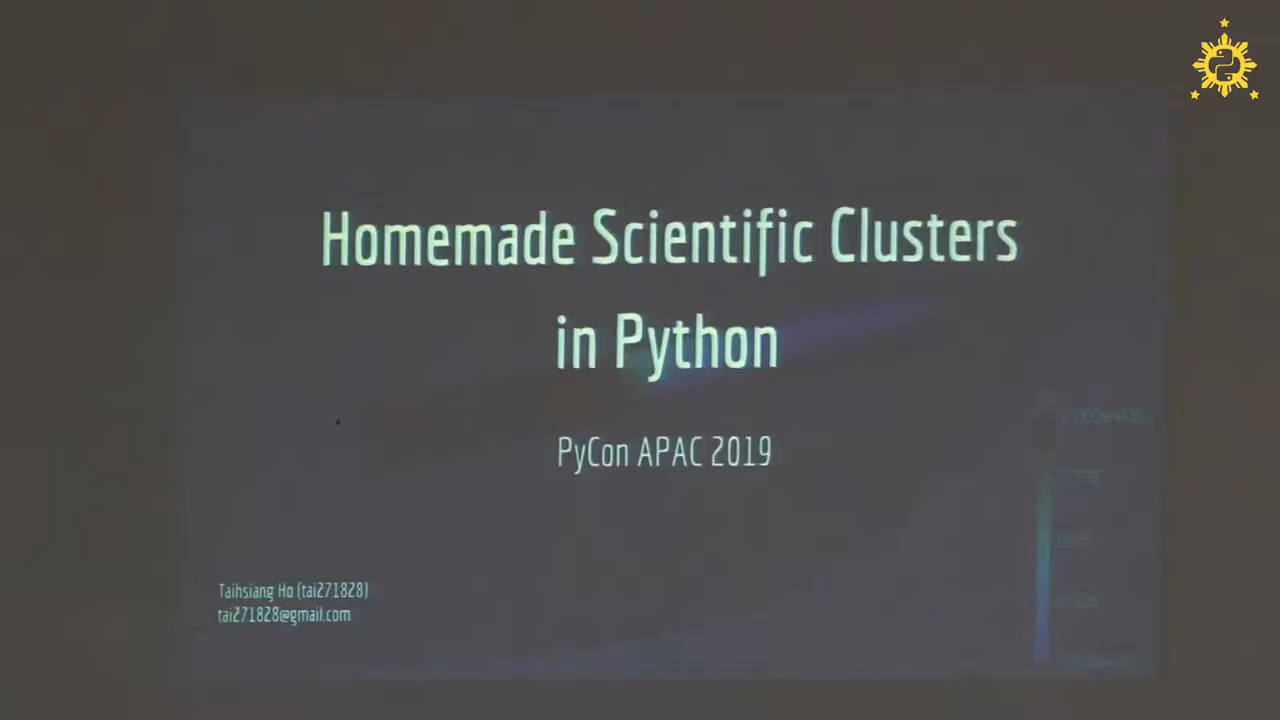 Homemade Scientific Clusters
in Python
PyCon APAC 2019
Taihsiang Ho (tai271828)
tai271828@gmail.com